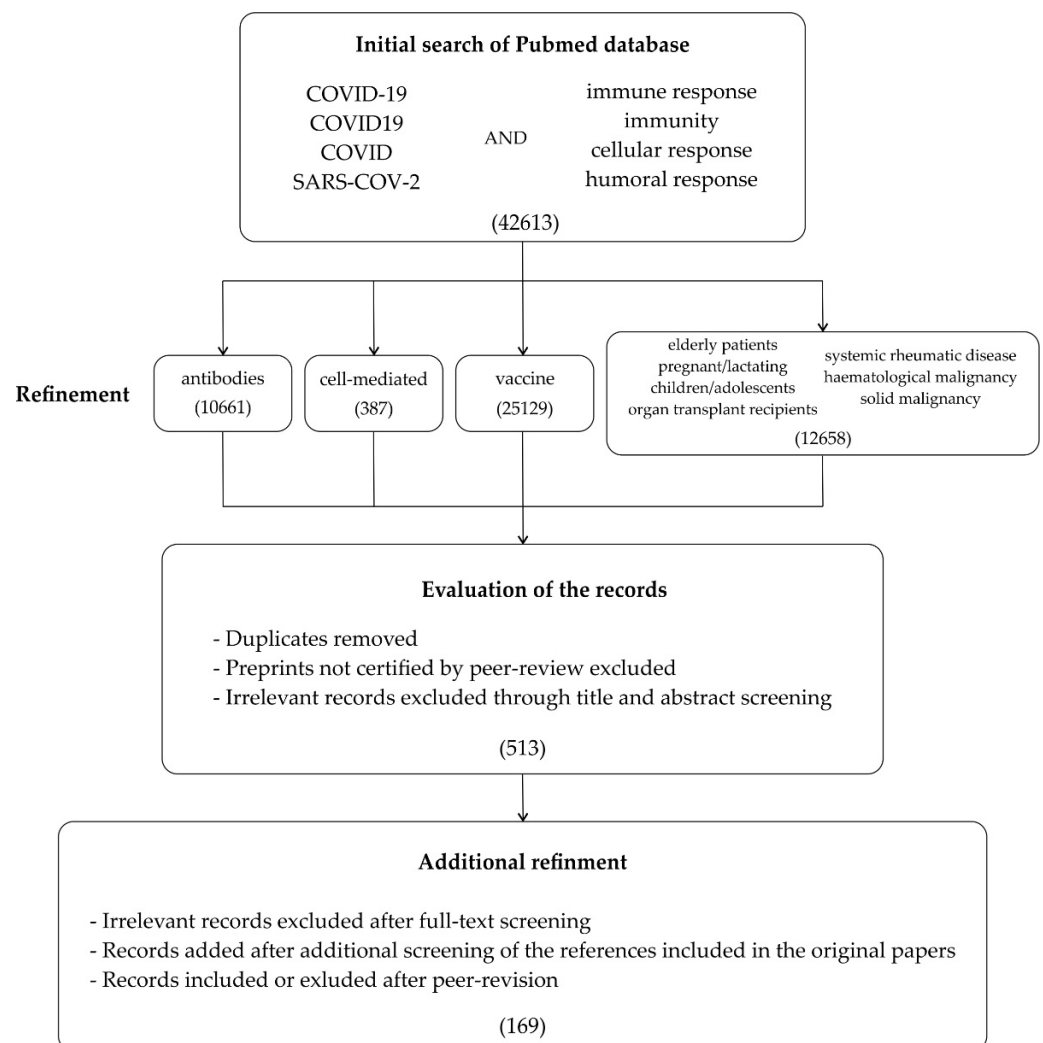 Initial search of Pubmed database
COVID-19
COVID19
COVID
SARS-COV-2
AND
immune response
immunity
cellular response
humoral response
(42613)
Refinement
antibodies
(10661)
cell-mediated
(387)
vaccine
(25129)
elderly patients
pregnant/lactating
children/adolescents
organ transplant recipients
systemic rheumatic disease
haematological malignancy
solid malignancy
(12658)
Evaluation of the records
- Duplicates removed
- Preprints not certified by peer-review excluded
- Irrelevant records excluded through title and abstract screening
(513)
Additional refinment
- Irrelevant records excluded after full-text screening
- Records added after additional screening of the references included in the original papers
- Records included or exluded after peer-revision
(169)